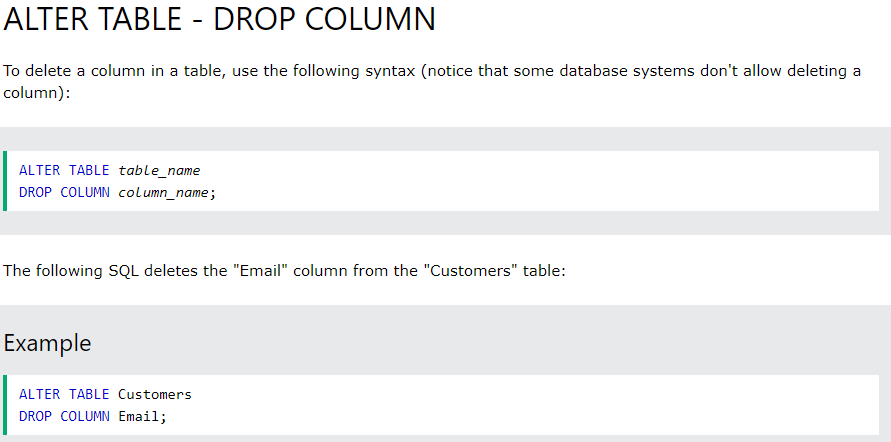 ALTER TABLE - DROP COLUMN
To delete a column in a table, use the following syntax (notice that some database systems don't allow deleting a
column):
ALTER TABLE table_name
DROP COLUMN column_name;
The following SQL deletes the "Email" column from the "Customers" table:
Example
ALTER TABLE Customers
DROP COLUMN Email;